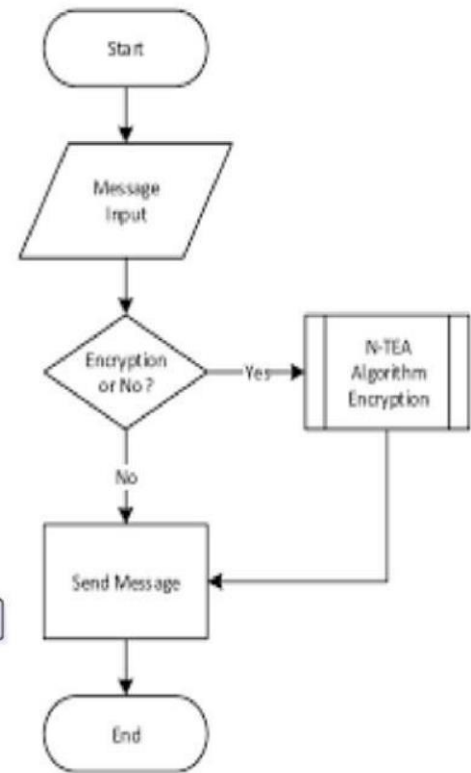 Start
Message
Input
Encryption
or No ?
Yes
N-TEA
Algorithm
Encryption
No
Send Message
End